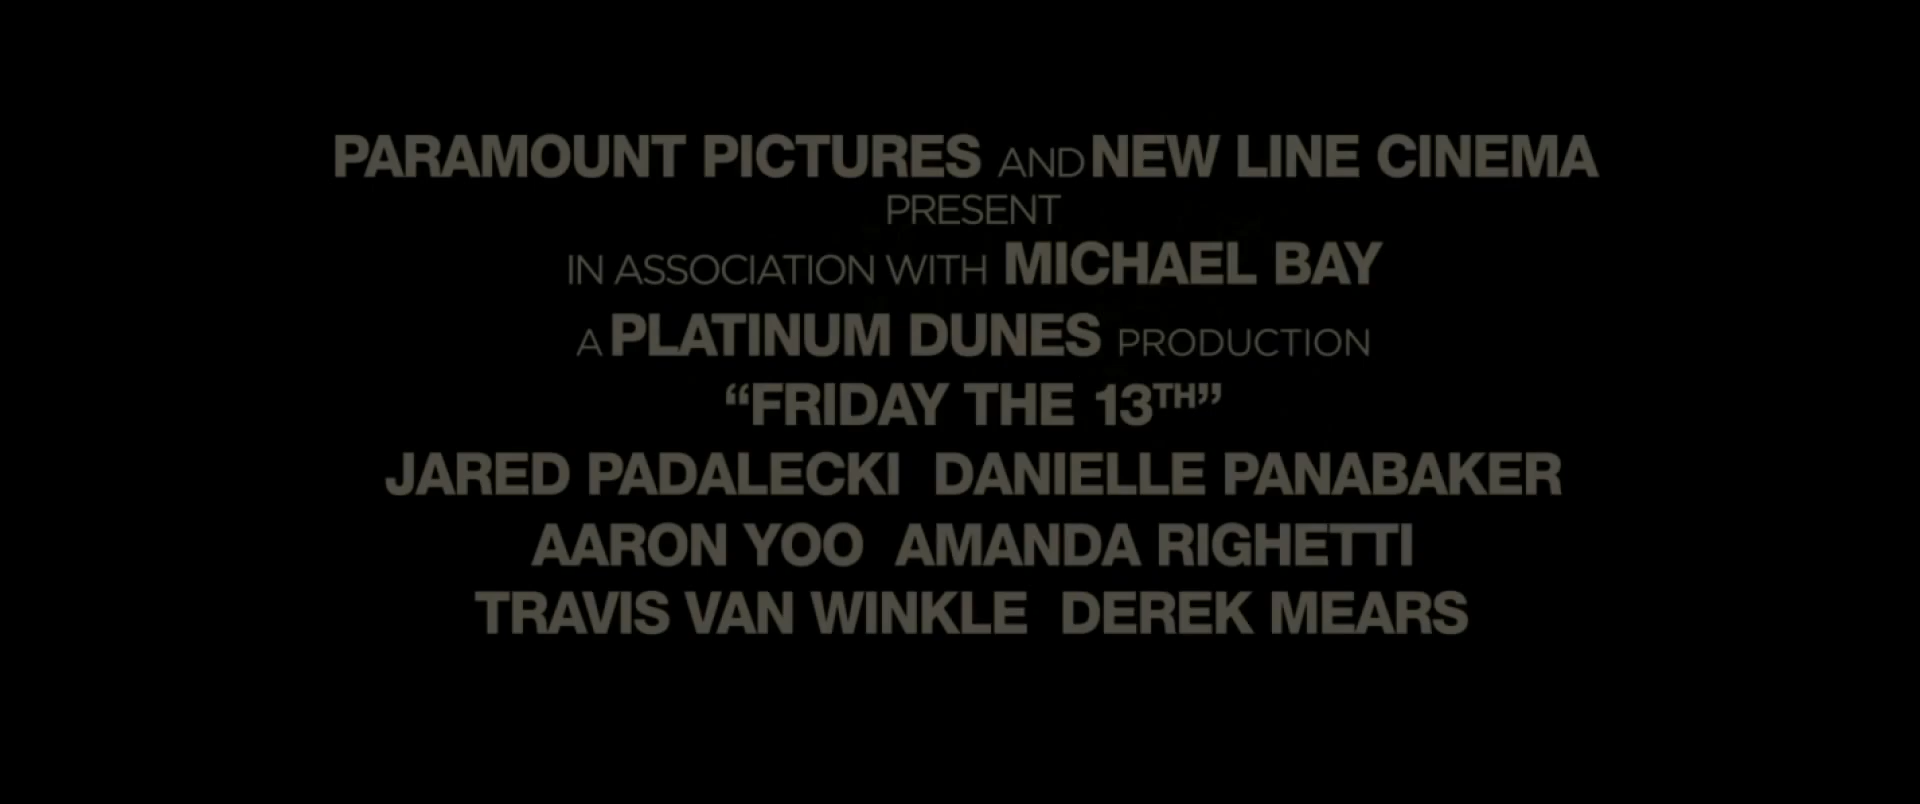 PARAMOUNT PICTURES AND NEW LINE CINEMA
PRESENT
IN ASSOCIATION WITH MICHAEL BAY
A PLATINUM DUNES PRODUCTION
“FRIDAY THE 13TH”
JARED PADALECKI DANIELLE PANABAKER
AARON YOO AMANDA RIGHETTI
TRAVIS VAN WINKLE DEREK MEARS